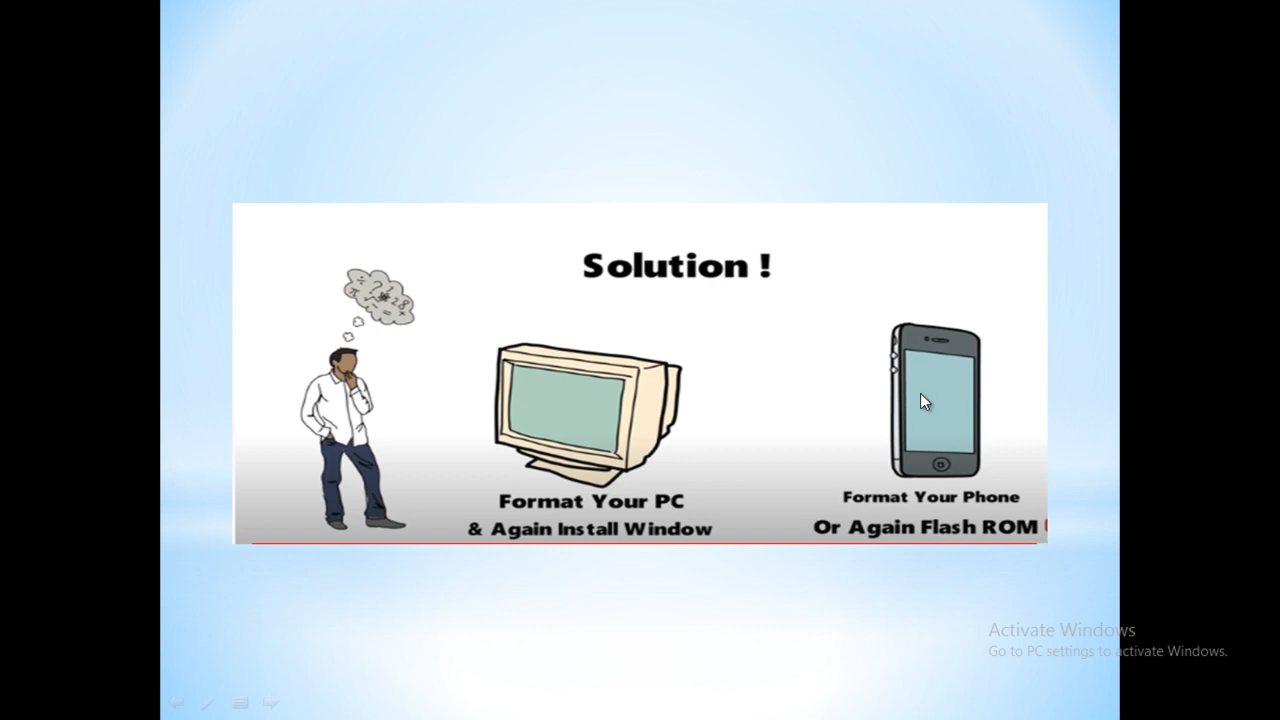 Solution !
Format Your PC
& Again Install Window
Format Your Phone
Or Again Flash ROM
Activate Windows
Go to PC settings to activate Windows.